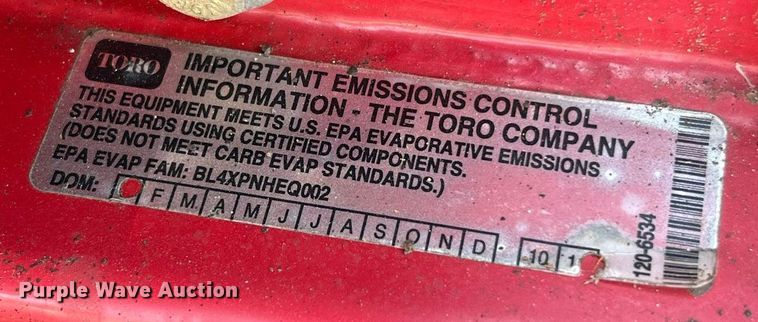 TORO
IMPORTANT EMISSIONS CONTROL
INFORMATION - THE TORO COMPANY
THIS EQUIPMENT MEETS U.S. EPA EVAPORATIVE EMISSIONS
STANDARDS USING CERTIFIED COMPONENTS.
(DOES NOT MEET CARB EVAP STANDARDS.)
EPA EVAP FAM: BL4XPNHEQ002
DOM: F M A M J J A S O N D 10 1
120-6534
Purple Wave Auction